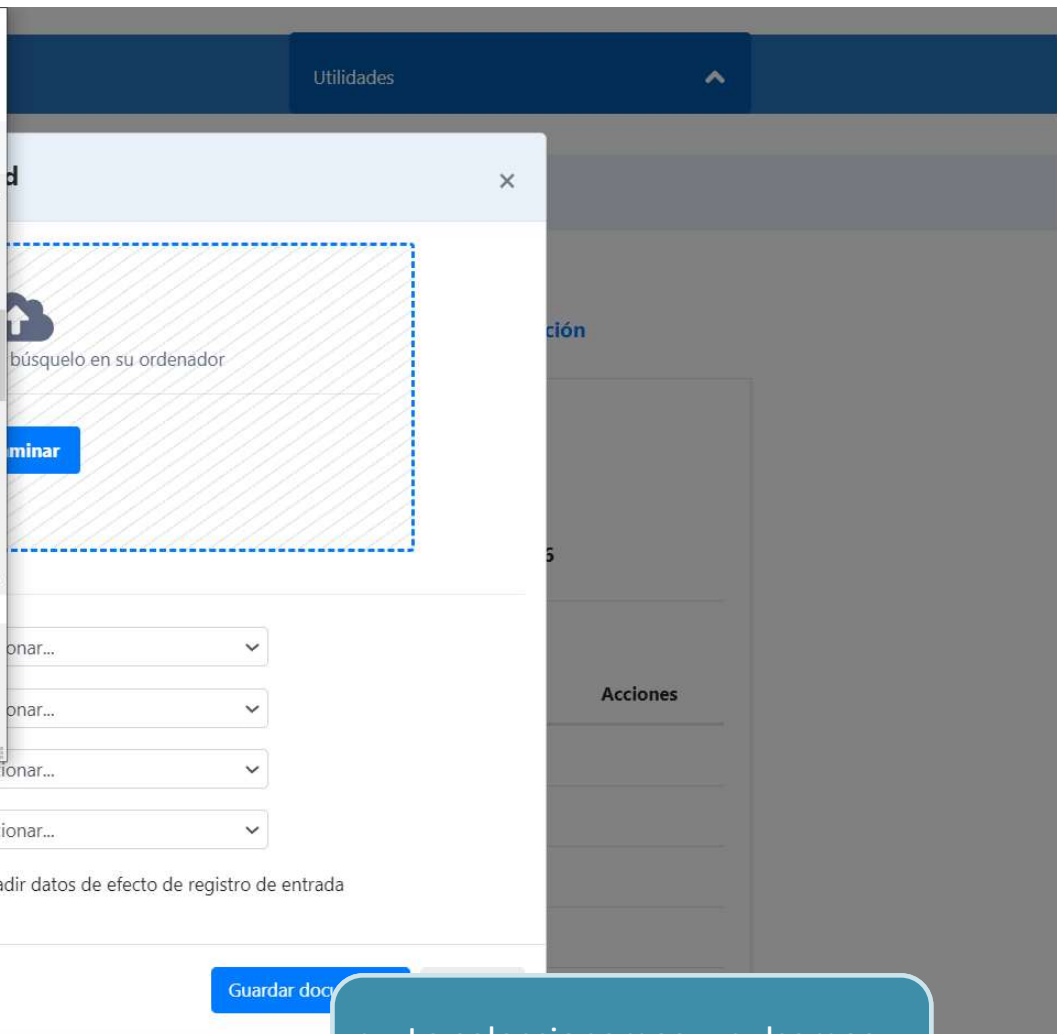 Utilidades
d
búsquelo en su ordenador
ción
minar
6
onar...
onar...
Acciones
ionar...
ionar...
adir datos de efecto de registro de entrada
Guardar docu